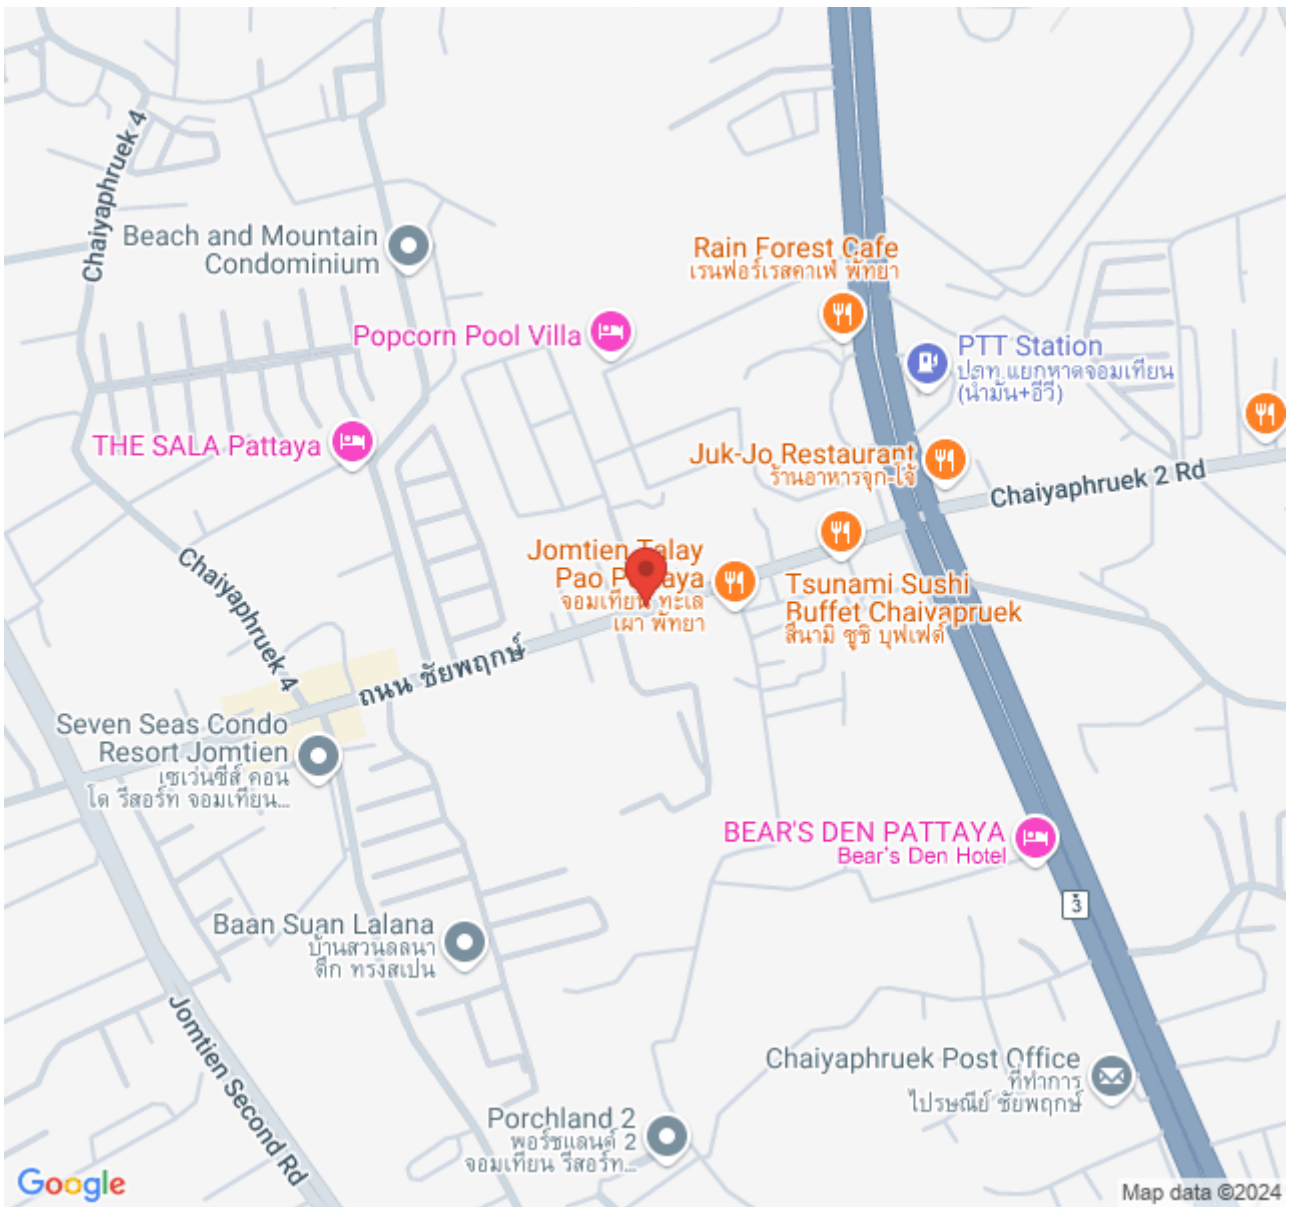 Chaiyaphruek 4
Beach and Mountain
Condominium
Rain Forest Cafe
เรนฟอร์เรสคาเฟ่ พัทยา
Popcorn Pool Villa
PTT Station
ปตท. แยกหาดจอมเทียน
(น้ำมัน+อีวี)
THE SALA Pattaya
Juk-Jo Restaurant
ร้านอาหารจุก-โจ้
Chaiyaphruek 2 Rd
Jomtien Talay
Pao Pattaya
จอมเทียน ทะเล
เผา พัทยา
Tsunami Sushi
Buffet Chaiyapruek
สึนามิ ซูชิ บุฟเฟต์
Chaiyaphruek 4
ถนน ชัยพฤกษ์
Seven Seas Condo
Resort Jomtien
เซเว่นซีส์ คอน
โด รีสอร์ท จอมเทียน...
BEAR'S DEN PATTAYA
Bear's Den Hotel
3
Baan Suan Lalana
บ้านสวนลลนา
ตึก ทรงสเปน
Jomtien Second Rd
Chaiyaphruek Post Office
ที่ทำการ
ไปรษณีย์ ชัยพฤกษ์
Porchland 2
พอร์ชแลนด์ 2
จอมเทียน รีสอร์ท...
Google
Map data ©2024